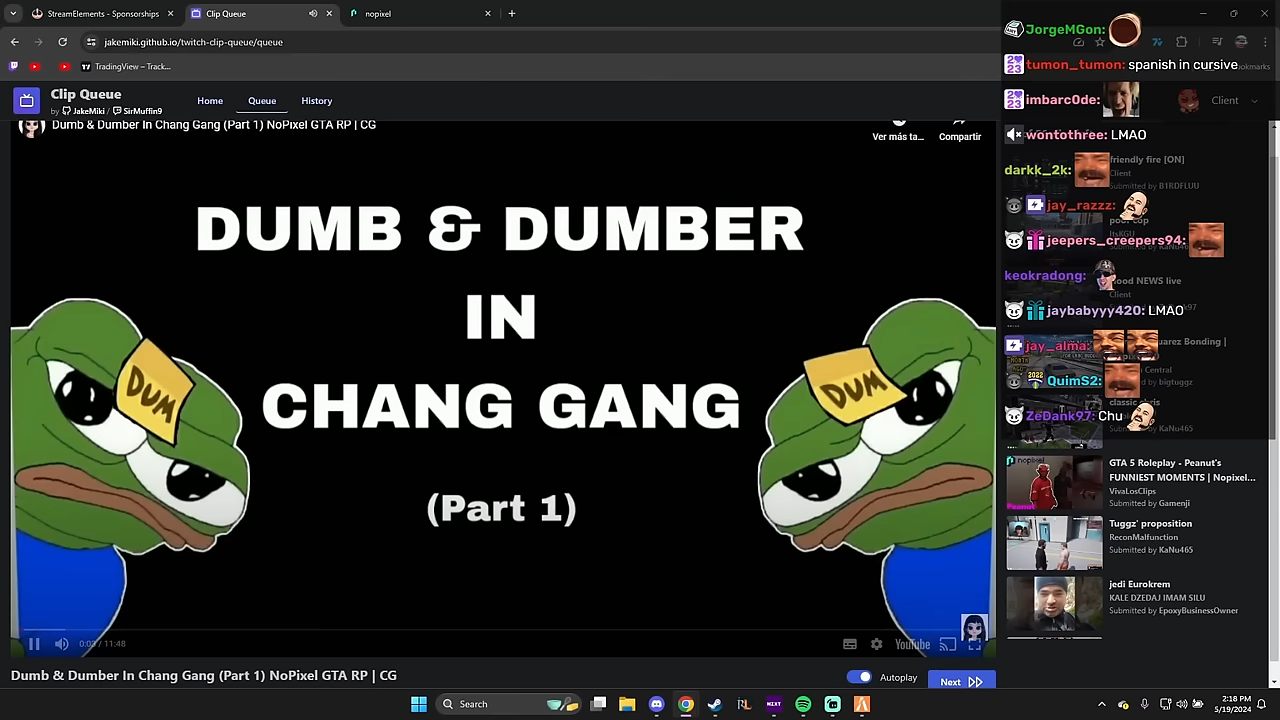 StreamElements - Sponsorships
Clip Queue
nopixel
jakemiki.github.io/twitch-clip-queue/queue
TradingView – Track...
Clip Queue
by JakeMiki / SirMuffin9
Home
Queue
History
Client
Dumb & Dumber In Chang Gang (Part 1) NoPixel GTA RP | CG
Ver más ta...
Compartir
DUMB & DUMBER
IN
CHANG GANG
(Part 1)
DUM
DUM
11:48
YouTube
Dumb & Dumber In Chang Gang (Part 1) NoPixel GTA RP | CG
Autoplay
Next
JorgeMGon:
tumon_tumon: spanish in cursive
imbarc0de:
wontothree: LMAO
darkk_2k:
friendly fire [ON]
Client
Submitted by B1RDFLUU
jay_razzz:
jeepers_creepers94:
keokradong:
jaybabyyy420: LMAO
jay_alma:
QuimS2:
ZeDank97: Chu
Submitted by KaNu465
GTA 5 Roleplay - Peanut's
FUNNIEST MOMENTS | Nopixel...
VivaLosClips
Submitted by Gamenji
Tuggz' proposition
ReconMalfunction
Submitted by KaNu465
jedi Eurokrem
KALE DZEDAJ IMAM SILU
Submitted by EpoxyBusinessOwner
Search
2:18 PM
5/19/2024